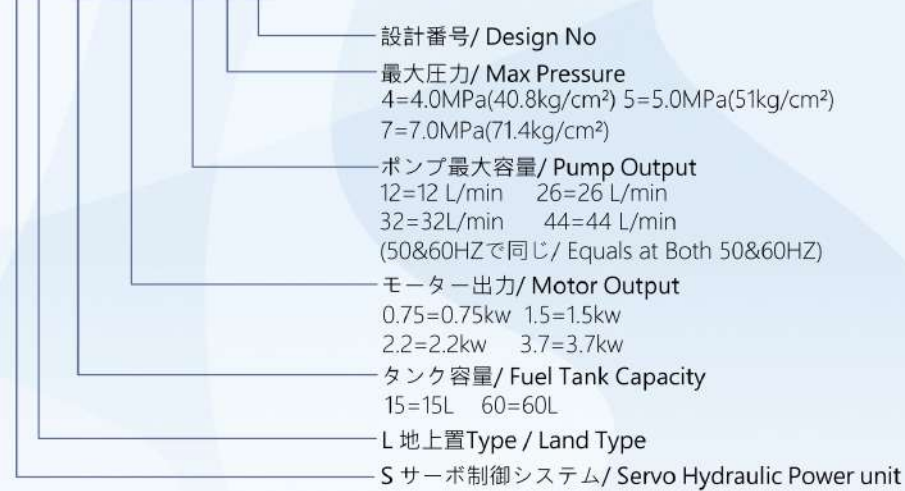 設計番号/ Design No
最大圧力/ Max Pressure
4=4.0MPa(40.8kg/cm²) 5=5.0MPa(51kg/cm²)
7=7.0MPa(71.4kg/cm²)
ポンプ最大容量/ Pump Output
12=12 L/min 26=26 L/min
32=32L/min 44=44 L/min
(50&60HZで同じ/ Equals at Both 50&60HZ)
モーター出力/ Motor Output
0.75=0.75kw 1.5=1.5kw
2.2=2.2kw 3.7=3.7kw
タンク容量/ Fuel Tank Capacity
15=15L 60=60L
L 地上置Type / Land Type
S サーボ制御システム/ Servo Hydraulic Power unit